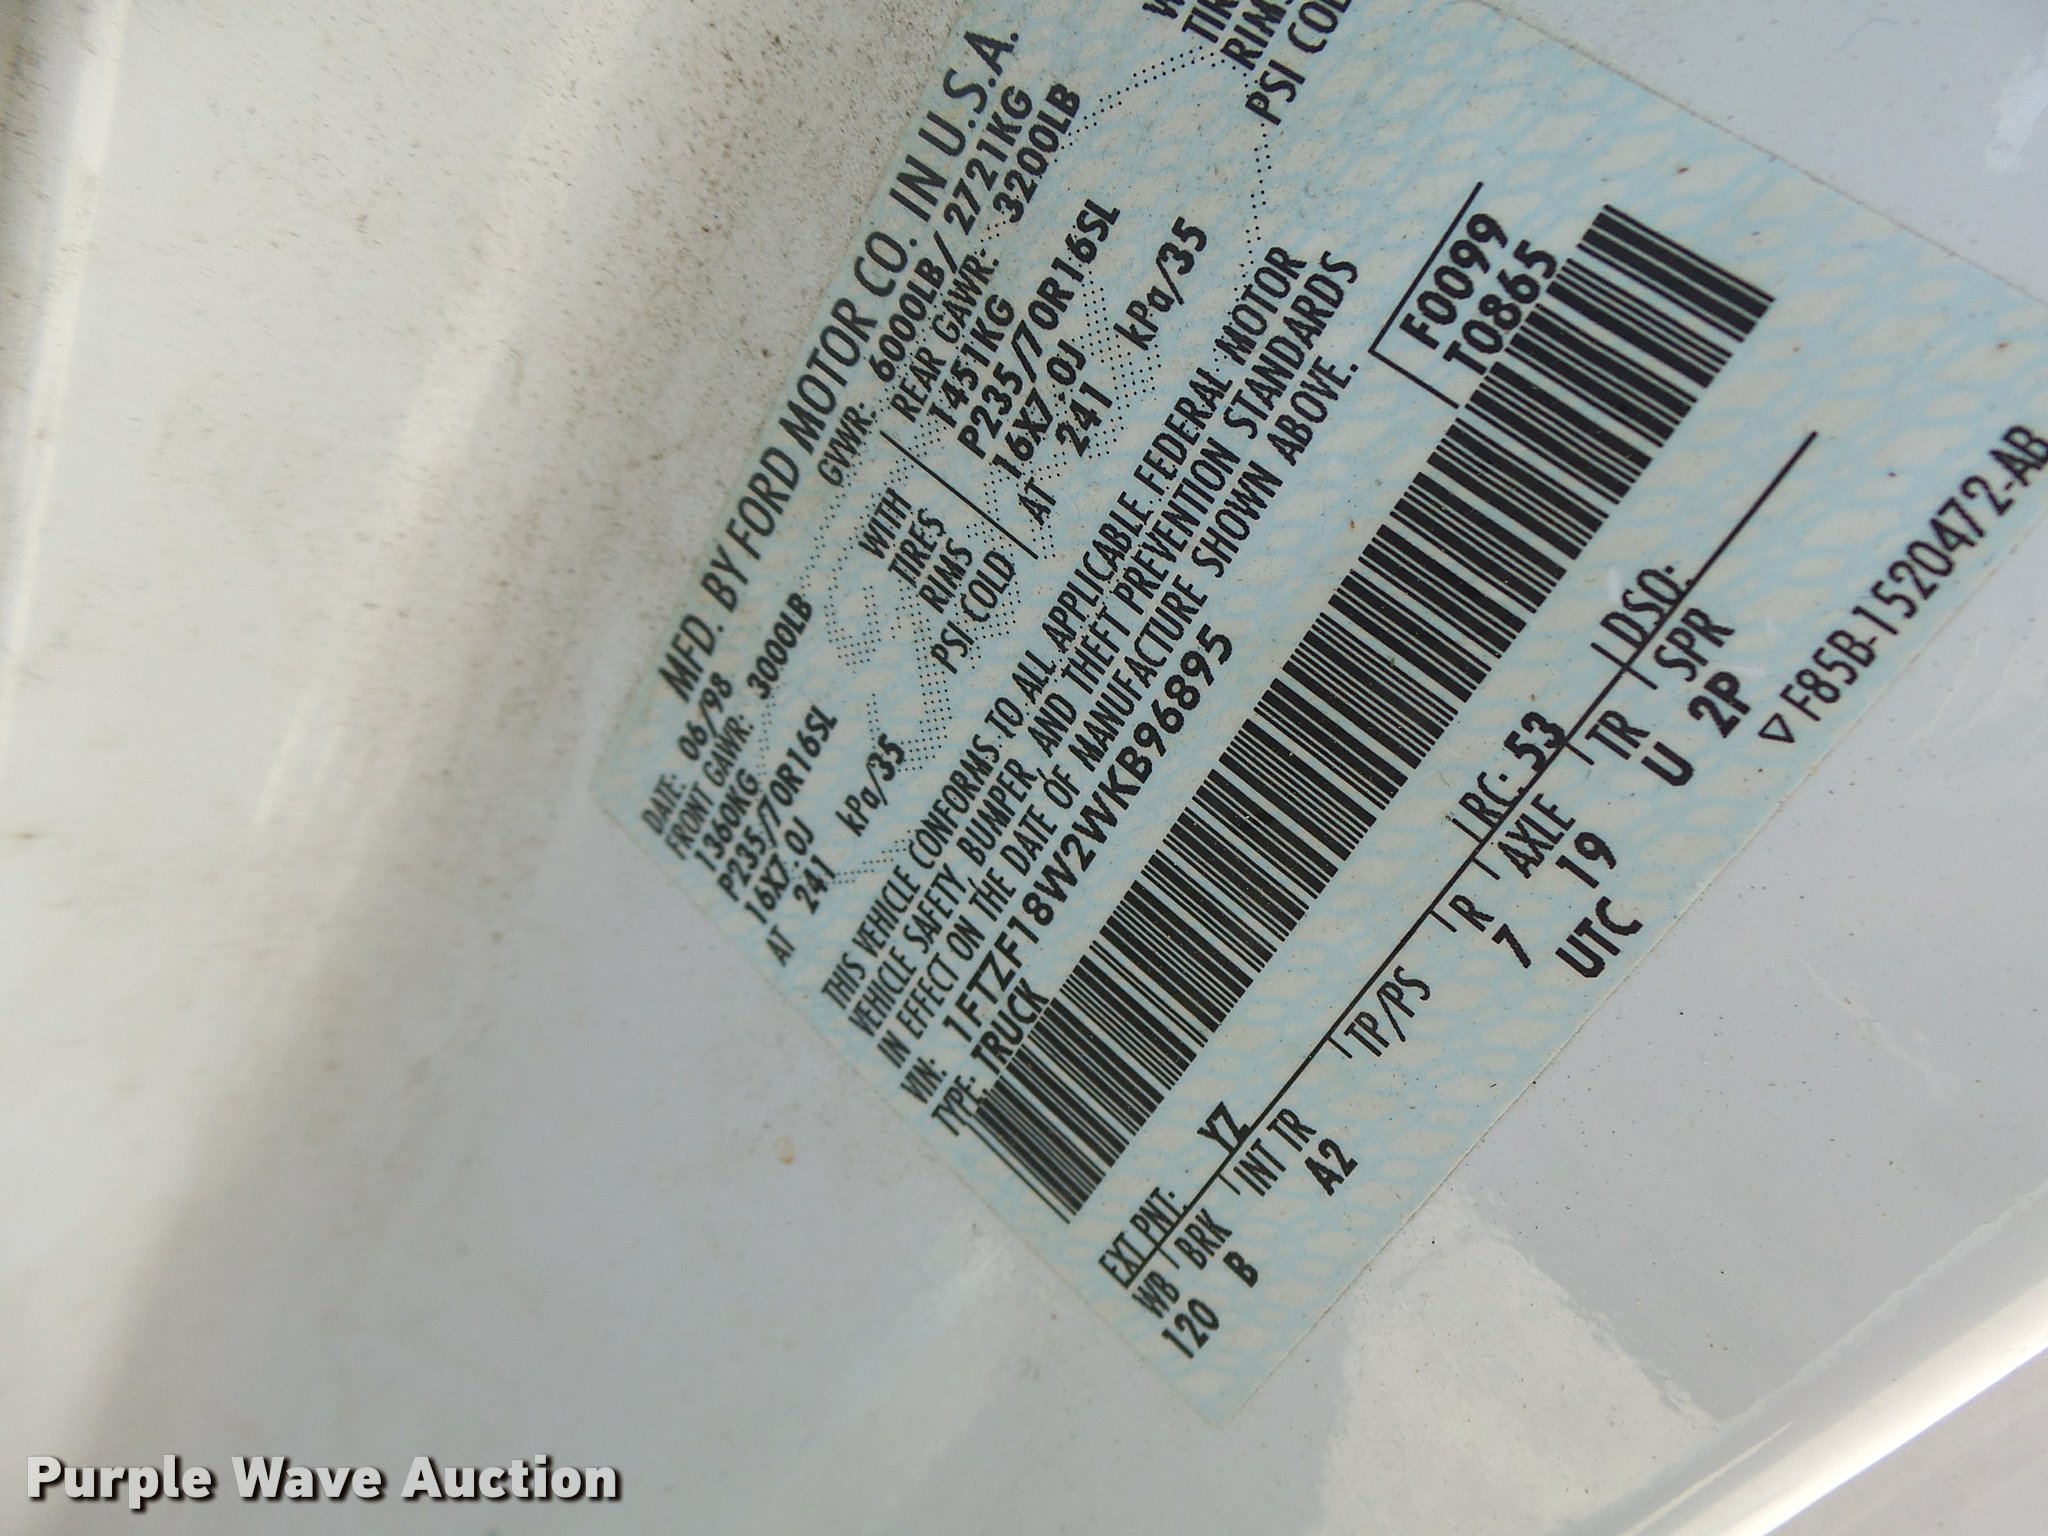 MFD. BY FORD MOTOR CO. IN U.S.A.
DATE: 06/98 GVWR: 6000LB/ 2721KG
FRONT GAWR: 3000LB REAR GAWR: 3200LB
1360KG WITH 1451KG
P235/70R16SL TIRES P235/70R16SL TIR
16X7.0J RIMS 16X7.0J RIMS
AT 241 kPa/35 PSI COLD AT 241 kPa/35 PSI COL
THIS VEHICLE CONFORMS TO ALL APPLICABLE FEDERAL MOTOR
VEHICLE SAFETY, BUMPER, AND THEFT PREVENTION STANDARDS
IN EFFECT ON THE DATE OF MANUFACTURE SHOWN ABOVE.
VIN: 1FTZF18W2WKB96895 F0099
TYPE: TRUCK T0865
EXT PNT: YZ RC: 53 DSO:
WB BRK INT TR TP/PS R AXLE TR SPR
120 B A2 7 19 U 2P
UTC
▽ F85B-1520472-AB
Purple Wave Auction